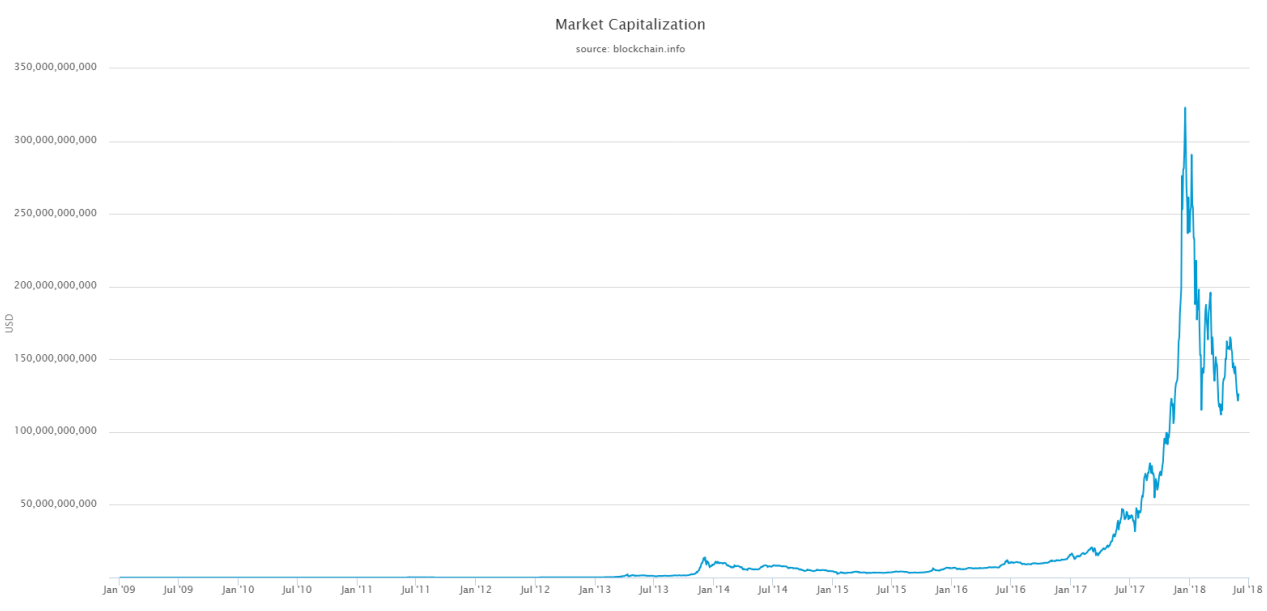 Market Capitalization
source: blockchain.info
350,000,000,000
300,000,000,000
250,000,000,000
200,000,000,000
150,000,000,000
100,000,000,000
50,000,000,000
USD
Jan '09 Jul '09 Jan '10 Jul '10 Jan '11 Jul '11 Jan '12 Jul '12 Jan '13 Jul '13 Jan '14 Jul '14 Jan '15 Jul '15 Jan '16 Jul '16 Jan '17 Jul '17 Jan '18 Jul '18